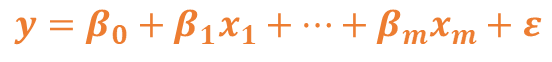 y = β₀ + β₁x₁ + ⋯ + βₘxₘ + ε